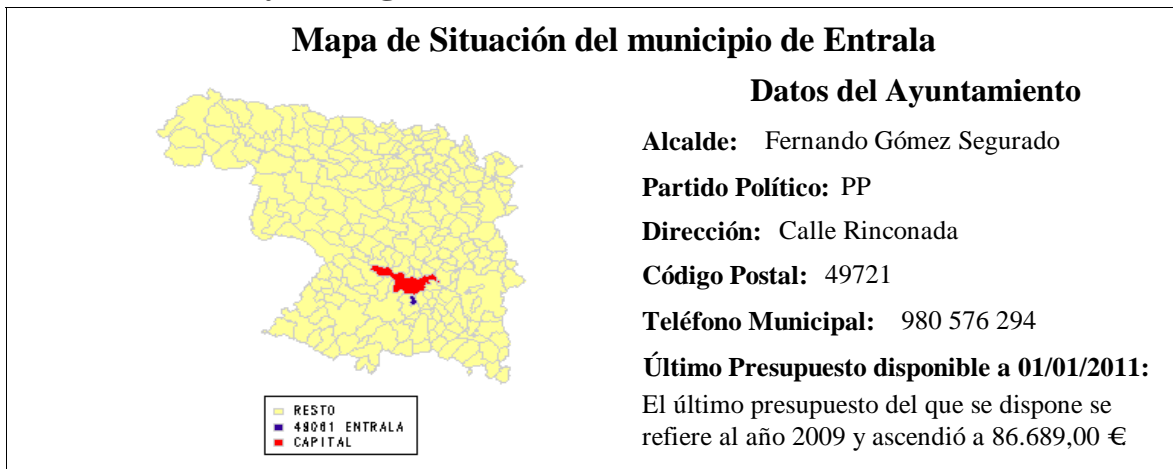 Mapa de Situación del municipio de Entrala
Datos del Ayuntamiento
Alcalde: Fernando Gómez Segurado
Partido Político: PP
Dirección: Calle Rinconada
Código Postal: 49721
Teléfono Municipal: 980 576 294
Último Presupuesto disponible a 01/01/2011:
El último presupuesto del que se dispone se
refiere al año 2009 y ascendió a 86.689,00 €
RESTO
49061 ENTRALA
CAPITAL